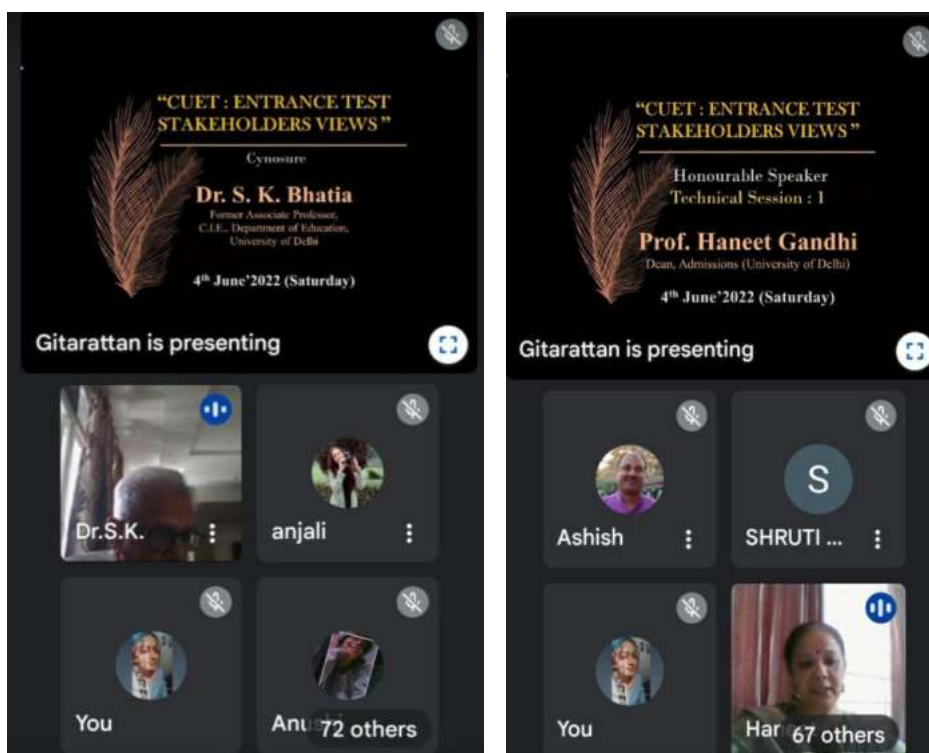 “CUET : ENTRANCE TEST
STAKEHOLDERS VIEWS ”
Cynosure
Dr. S. K. Bhatia
Former Associate Professor,
C.I.E., Department of Education,
University of Delhi
4th June’2022 (Saturday)
Gitarattan is presenting
Dr.S.K.
anjali
You
72 others
“CUET : ENTRANCE TEST
STAKEHOLDERS VIEWS ”
Honourable Speaker
Technical Session : 1
Prof. Haneet Gandhi
Dean, Admissions (University of Delhi)
4th June’2022 (Saturday)
Gitarattan is presenting
Ashish
S
SHRUTI ...
You
67 others